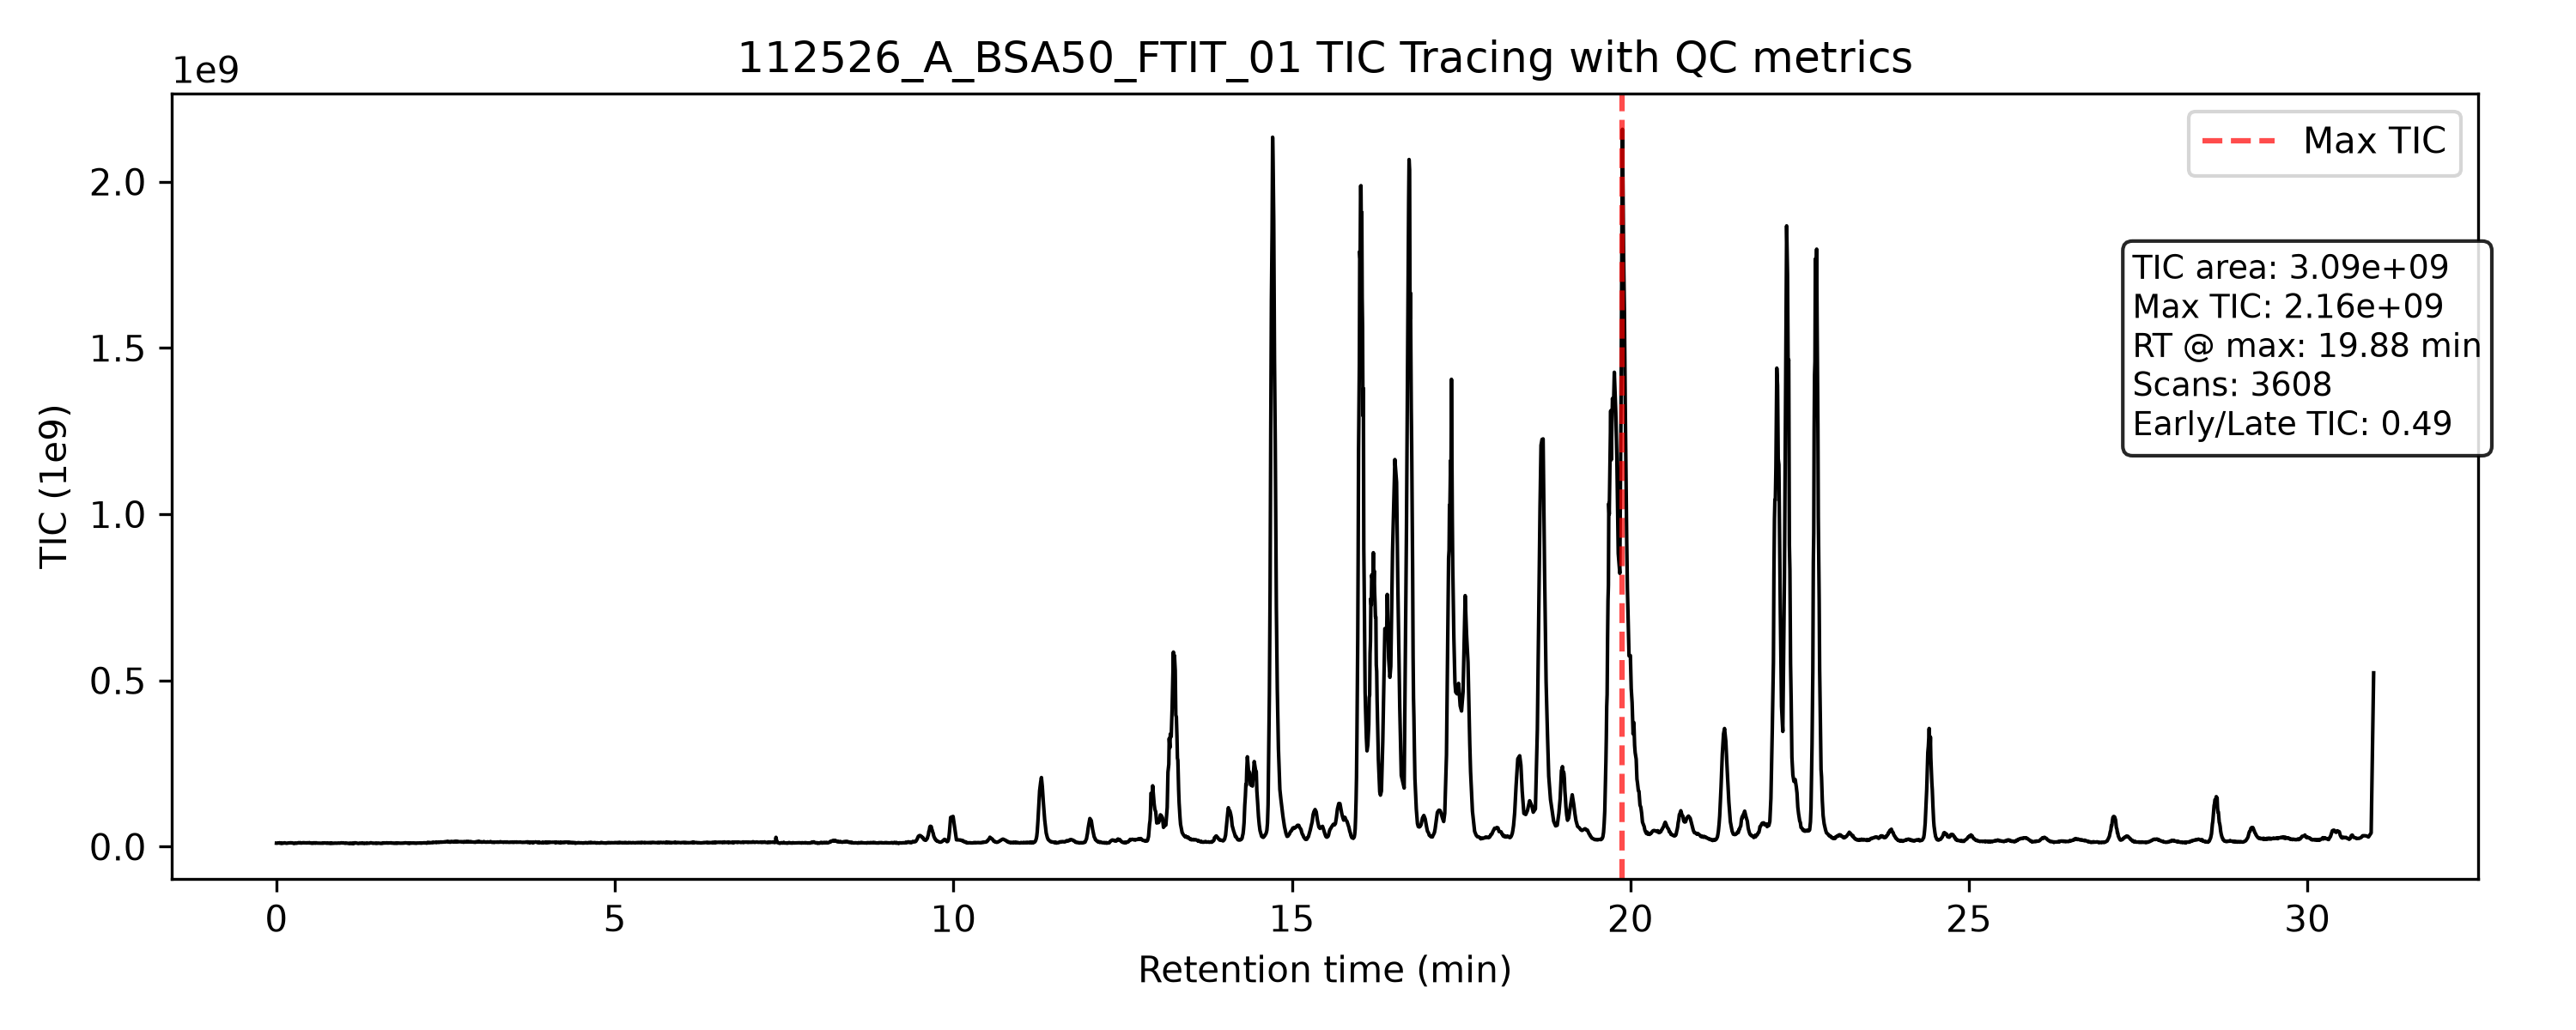 112526_A_BSA50_FTIT_01 TIC Tracing with QC metrics
1e9
Max TIC
TIC area: 3.09e+09
Max TIC: 2.16e+09
RT @ max: 19.88 min
Scans: 3608
Early/Late TIC: 0.49
TIC (1e9)
2.0
1.5
1.0
0.5
0.0
0 5 10 15 20 25 30
Retention time (min)